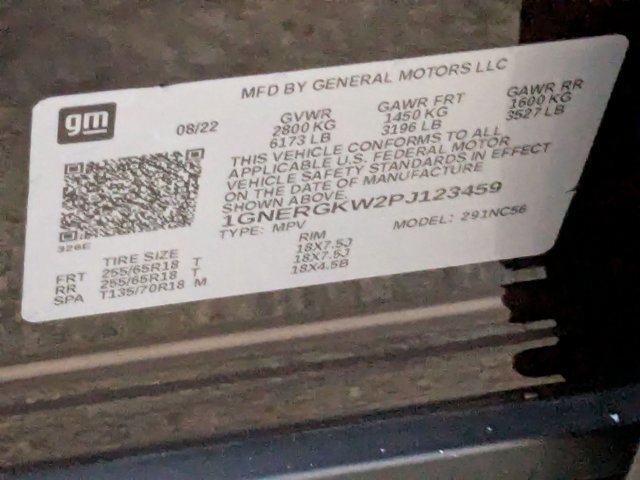 MFD BY GENERAL MOTORS LLC
gm
08/22
GVWR
2800 KG
6173 LB
GAWR FRT
1450 KG
3196 LB
GAWR RR
1600 KG
3527 LB
THIS VEHICLE CONFORMS TO ALL
APPLICABLE U.S. FEDERAL MOTOR
VEHICLE SAFETY STANDARDS IN EFFECT
ON THE DATE OF MANUFACTURE
SHOWN ABOVE.
1GNERGKW2PJ123459
TYPE: MPV MODEL: 291NC56
326E
TIRE SIZE RIM
FRT 255/65R18 T 18X7.5J
RR 255/65R18 T 18X7.5J
SPA T135/70R18 M 18X4.5B